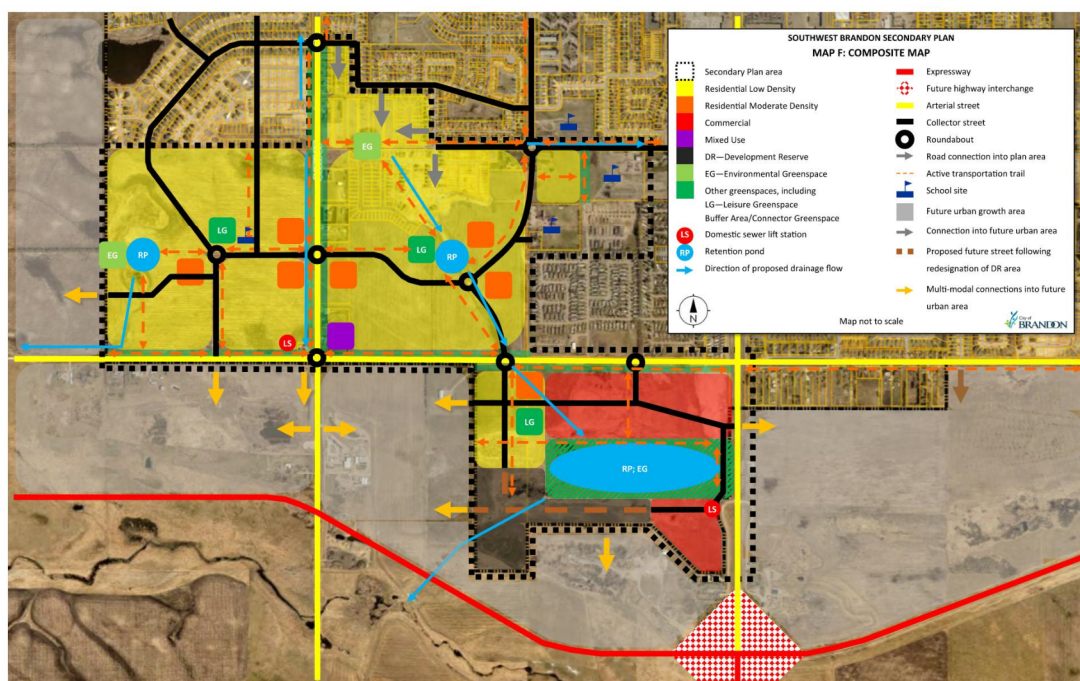 SOUTHWEST BRANDON SECONDARY PLAN
MAP F: COMPOSITE MAP
Secondary Plan area
Residential Low Density
Residential Moderate Density
Commercial
Mixed Use
DR—Development Reserve
EG—Environmental Greenspace
Other greenspaces, including
LG—Leisure Greenspace
Buffer Area/Connector Greenspace
LS Domestic sewer lift station
RP Retention pond
Direction of proposed drainage flow
Expressway
Future highway interchange
Arterial street
Collector street
Roundabout
Road connection into plan area
Active transportation trail
School site
Future urban growth area
Connection into future urban area
Proposed future street following
redesignation of DR area
Multi-modal connections into future
urban area
N
Map not to scale
City of
BRANDON
EG
LG
EG
RP
LG
RP
LS
LG
RP; EG
LS